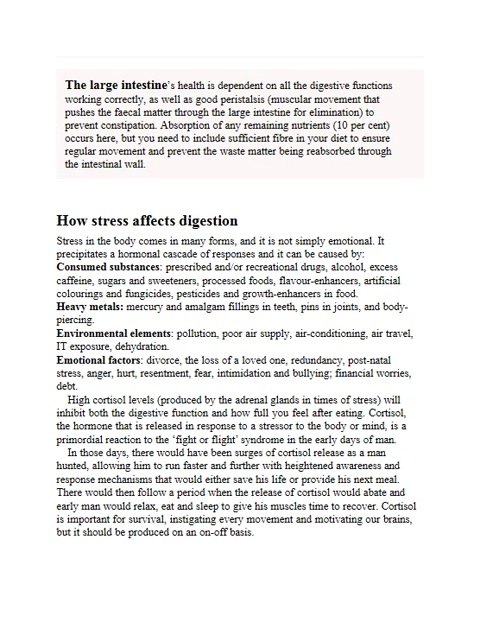 The large intestine's health is dependent on all the digestive functions
working correctly, as well as good peristalsis (muscular movement that
pushes the faecal matter through the large intestine for elimination) to
prevent constipation. Absorption of any remaining nutrients (10 per cent)
occurs here, but you need to include sufficient fibre in your diet to ensure
regular movement and prevent the waste matter being reabsorbed through
the intestinal wall.
How stress affects digestion
Stress in the body comes in many forms, and it is not simply emotional. It
precipitates a hormonal cascade of responses and it can be caused by:
Consumed substances: prescribed and/or recreational drugs, alcohol, excess
caffeine, sugars and sweeteners, processed foods, flavour-enhancers, artificial
colourings and fungicides, pesticides and growth-enhancers in food.
Heavy metals: mercury and amalgam fillings in teeth, pins in joints, and body-
piercing.
Environmental elements: pollution, poor air supply, air-conditioning, air travel,
IT exposure, dehydration.
Emotional factors: divorce, the loss of a loved one, redundancy, post-natal
stress, anger, hurt, resentment, fear, intimidation and bullying; financial worries,
debt.
High cortisol levels (produced by the adrenal glands in times of stress) will
inhibit both the digestive function and how full you feel after eating. Cortisol,
the hormone that is released in response to a stressor to the body or mind, is a
primordial reaction to the 'fight or flight' syndrome in the early days of man.
In those days, there would have been surges of cortisol release as a man
hunted, allowing him to run faster and further with heightened awareness and
response mechanisms that would either save his life or provide his next meal.
There would then follow a period when the release of cortisol would abate and
early man would relax, eat and sleep to give his muscles time to recover. Cortisol
is important for survival, instigating every movement and motivating our brains,
but it should be produced on an on-off basis.